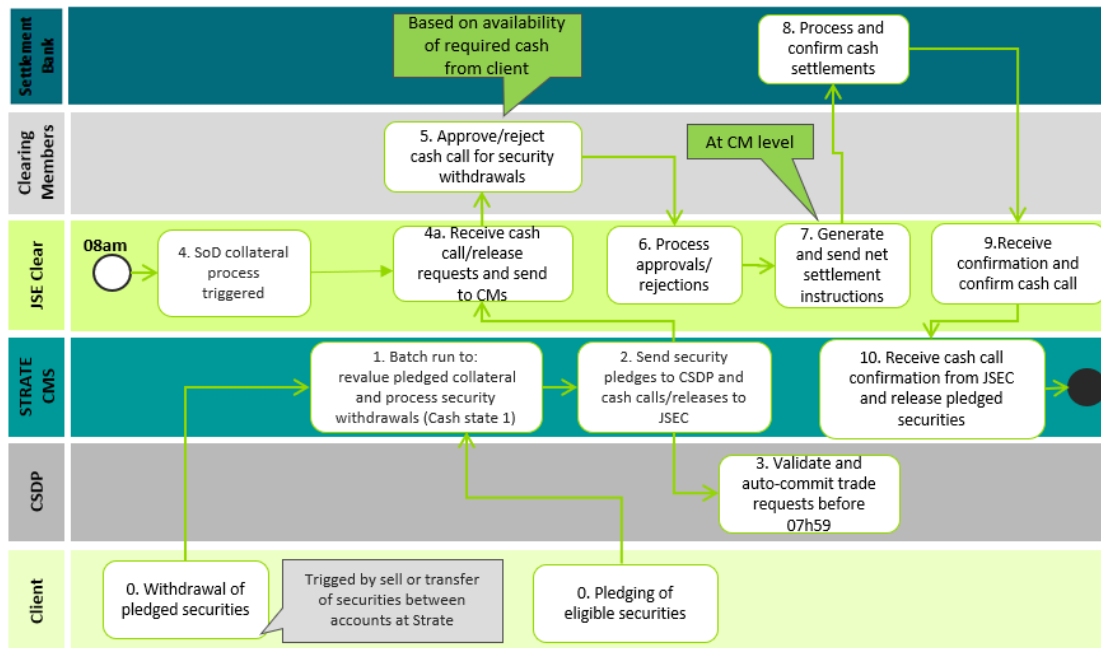 Settlement
Bank
Based on availability
of required cash
from client
8. Process and
confirm cash
settlements
Clearing
Members
5. Approve/reject
cash call for security
withdrawals
At CM level
JSE Clear
08am
4. SoD collateral
process
triggered
4a. Receive cash
call/release
requests and send
to CMs
6. Process
approvals/
rejections
7. Generate
and send net
settlement
instructions
9.Receive
confirmation and
confirm cash call
STRATE
CMS
1. Batch run to:
revalue pledged collateral
and process security
withdrawals (Cash state 1)
2. Send security
pledges to CSDP and
cash calls/releases to
JSEC
10. Receive cash call
confirmation from JSEC
and release pledged
securities
CSDP
3. Validate and
auto-commit trade
requests before
07h59
Client
0. Withdrawal of
pledged securities
Trigged by sell or transfer
of securities between
accounts at Strate
0. Pledging of
eligible securities